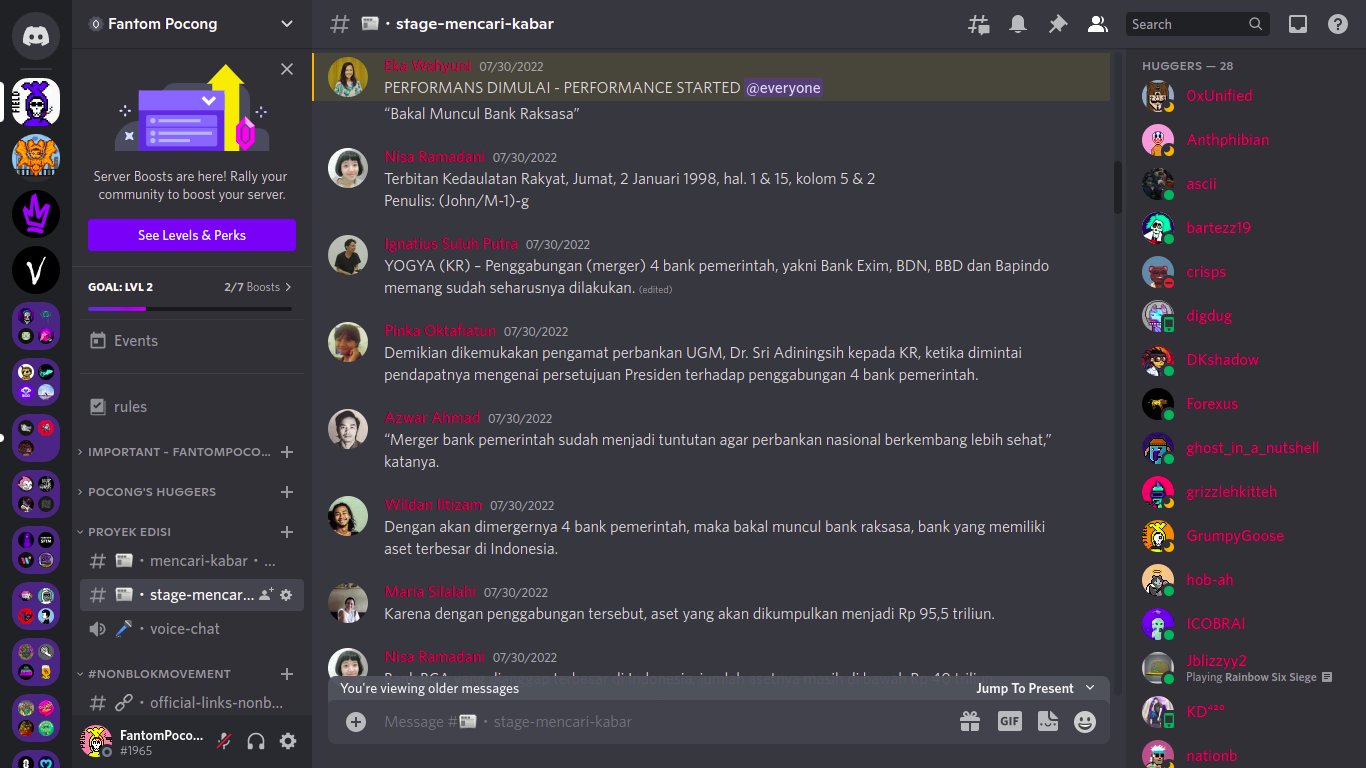 Fantom Pocong
# · stage-mencari-kabar
Search
Server Boosts are here! Rally your
community to boost your server.
See Levels & Perks
GOAL: LVL 2
2/7 Boosts
Events
rules
IMPORTANT - FANTOMPOCO...
POCONG'S HUGGERS
PROYEK EDISI
# · mencari-kabar · ...
# · stage-mencar...
· voice-chat
#NONBLOKMOVEMENT
# · official-links-nonb...
FantomPoco...
#1965
Eka Wahyuni 07/30/2022
PERFORMANS DIMULAI - PERFORMANCE STARTED @everyone
“Bakal Muncul Bank Raksasa”
Nisa Ramadani 07/30/2022
Terbitan Kedaulatan Rakyat, Jumat, 2 Januari 1998, hal. 1 & 15, kolom 5 & 2
Penulis: (John/M-1)-g
Ignatius Suluh Putra 07/30/2022
YOGYA (KR) – Penggabungan (merger) 4 bank pemerintah, yakni Bank Exim, BDN, BBD dan Bapindo
memang sudah seharusnya dilakukan. (edited)
Pinka Oktafiatun 07/30/2022
Demikian dikemukakan pengamat perbankan UGM, Dr. Sri Adiningsih kepada KR, ketika dimintai
pendapatnya mengenai persetujuan Presiden terhadap penggabungan 4 bank pemerintah.
Azwar Ahmad 07/30/2022
“Merger bank pemerintah sudah menjadi tuntutan agar perbankan nasional berkembang lebih sehat,”
katanya.
Wildan Iltizam 07/30/2022
Dengan akan dimergernya 4 bank pemerintah, maka bakal muncul bank raksasa, bank yang memiliki
aset terbesar di Indonesia.
Maria Silalahi 07/30/2022
Karena dengan penggabungan tersebut, aset yang akan dikumpulkan menjadi Rp 95,5 triliun.
Nisa Ramadani 07/30/2022
You're viewing older messages
Jump To Present
Message # · stage-mencari-kabar
GIF
HUGGERS — 28
0xUnified
Anthphibian
ascii
bartezz19
crisps
digdug
DKshadow
Forexus
ghost_in_a_nutshell
grizzlehkitteh
GrumpyGoose
hob-ah
ICOBRAI
Jblizzyy2
Playing Rainbow Six Siege
KD⁴²⁰
nationb